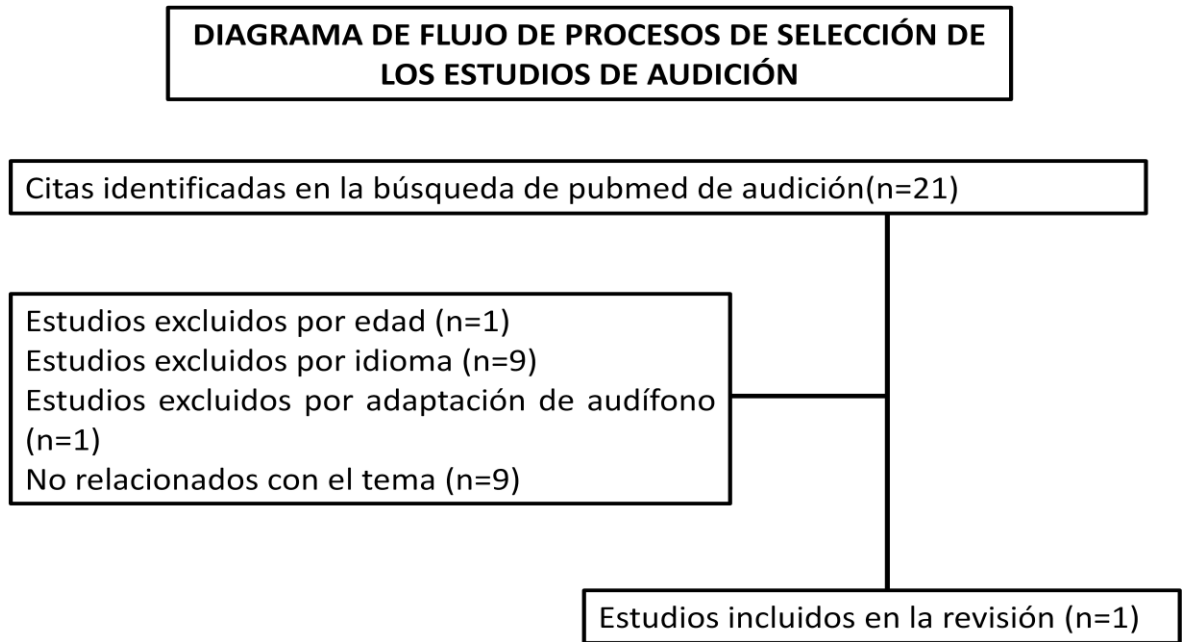 DIAGRAMA DE FLUJO DE PROCESOS DE SELECCIÓN DE
LOS ESTUDIOS DE AUDICIÓN
Citas identificadas en la búsqueda de pubmed de audición(n=21)
Estudios excluidos por edad (n=1)
Estudios excluidos por idioma (n=9)
Estudios excluidos por adaptación de audífono
(n=1)
No relacionados con el tema (n=9)
Estudios incluidos en la revisión (n=1)